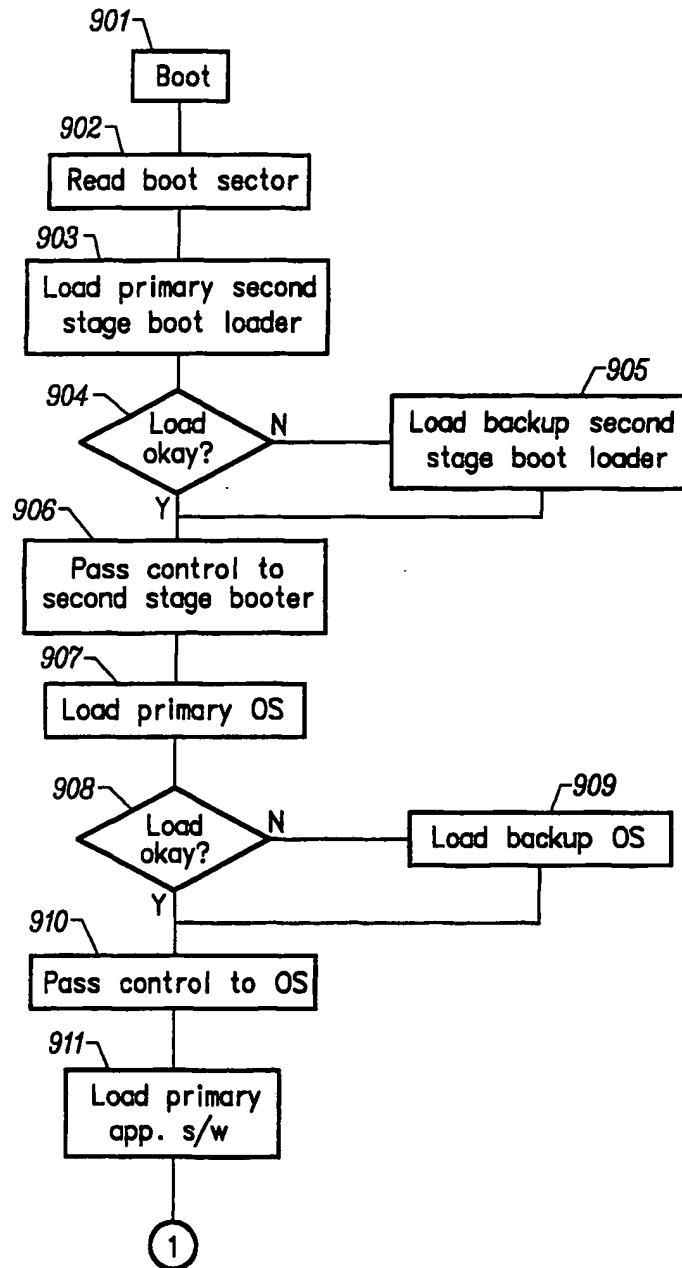 901
Boot
902
Read boot sector
903
Load primary second
stage boot loader
904
Load
okay?
N
Y
905
Load backup second
stage boot loader
906
Pass control to
second stage booter
907
Load primary OS
908
Load
okay?
N
Y
909
Load backup OS
910
Pass control to OS
911
Load primary
app. s/w
1